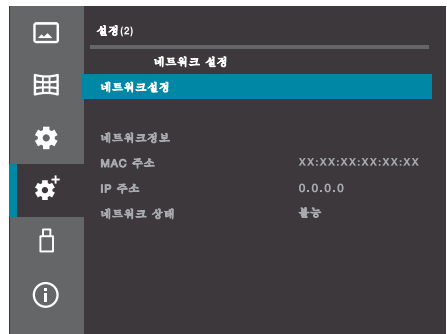 설정(2)
네트워크 설정
네트워크설정
네트워크정보
MAC 주소 XX:XX:XX:XX:XX:XX
IP 주소 0.0.0.0
네트워크 상태 불능